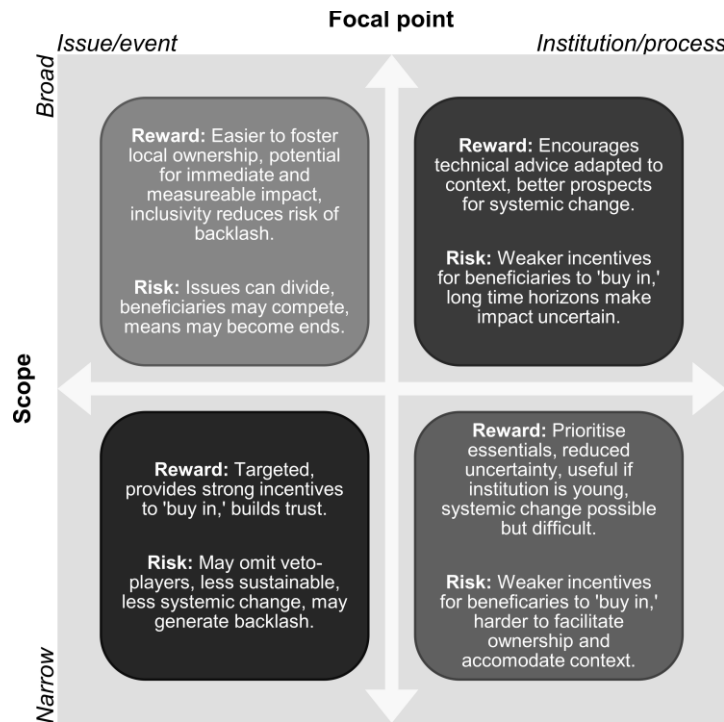 Focal point
Issue/event
Institution/process
Broad
Reward: Easier to foster
local ownership, potential
for immediate and
measureable impact,
inclusivity reduces risk of
backlash.
Risk: Issues can divide,
beneficiaries may compete,
means may become ends.
Reward: Encourages
technical advice adapted to
context, better prospects
for systemic change.
Risk: Weaker incentives
for beneficiaries to 'buy in,'
long time horizons make
impact uncertain.
Scope
Reward: Targeted,
provides strong incentives
to 'buy in,' builds trust.
Risk: May omit veto-
players, less sustainable,
less systemic change, may
generate backlash.
Reward: Prioritise
essentials, reduced
uncertainty, useful if
institution is young,
systemic change possible
but difficult.
Risk: Weaker incentives
for beneficaries to 'buy in,'
harder to facilitate
ownership and
accomodate context.
Narrow